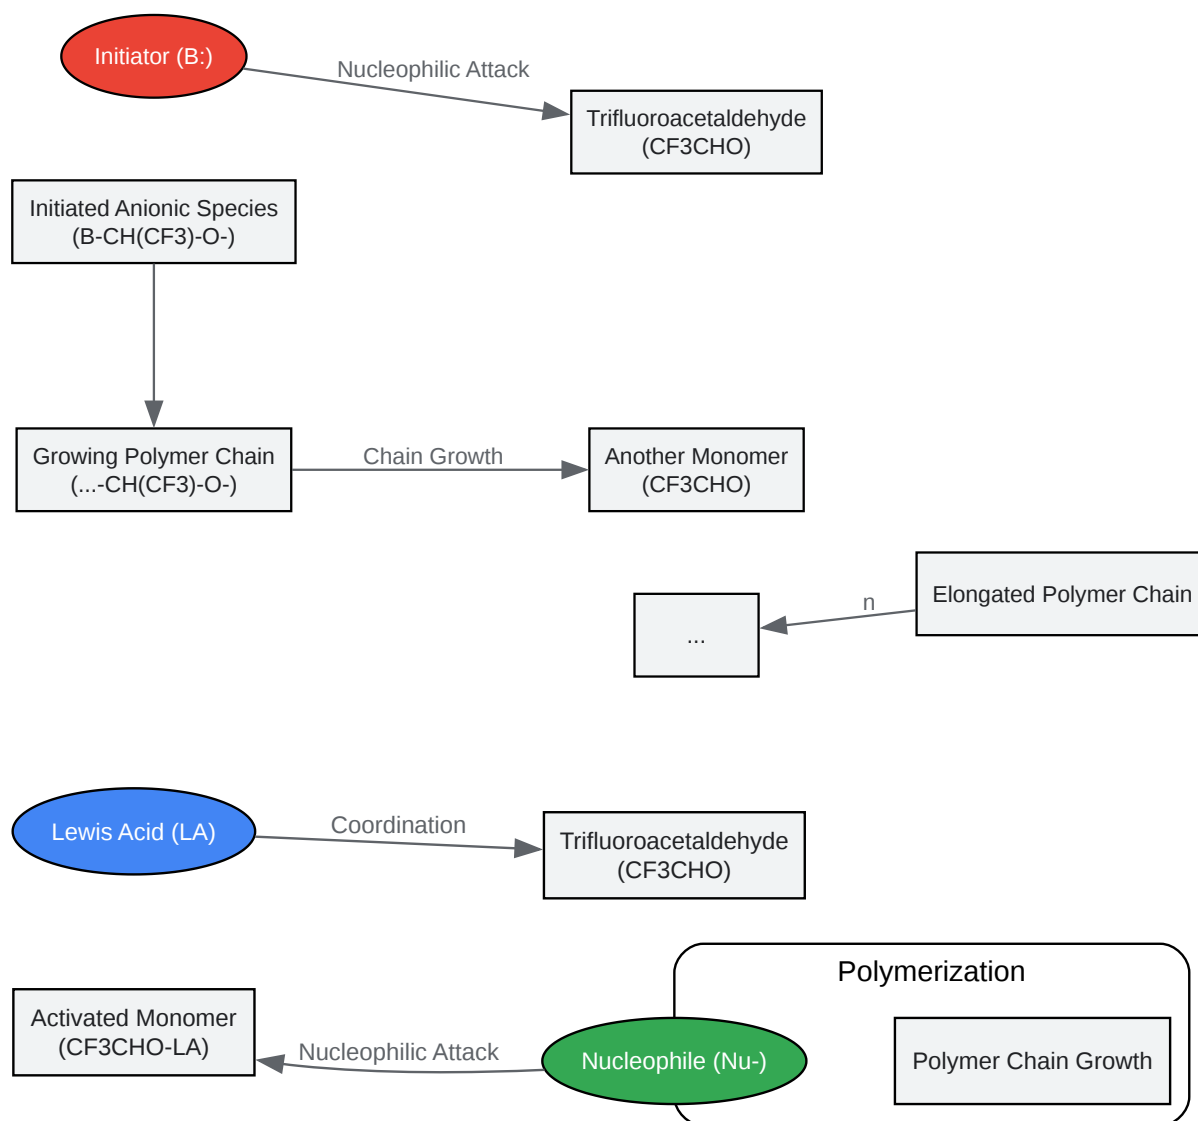 Initiator (B:)
Nucleophilic Attack
Trifluoroacetaldehyde
(CF3CHO)
Initiated Anionic Species
(B-CH(CF3)-O-)
Growing Polymer Chain
(...-CH(CF3)-O-)
Chain Growth
Another Monomer
(CF3CHO)
Elongated Polymer Chain
n
...
Lewis Acid (LA)
Coordination
Trifluoroacetaldehyde
(CF3CHO)
Polymerization
Activated Monomer
(CF3CHO-LA)
Nucleophilic Attack
Nucleophile (Nu-)
Polymer Chain Growth